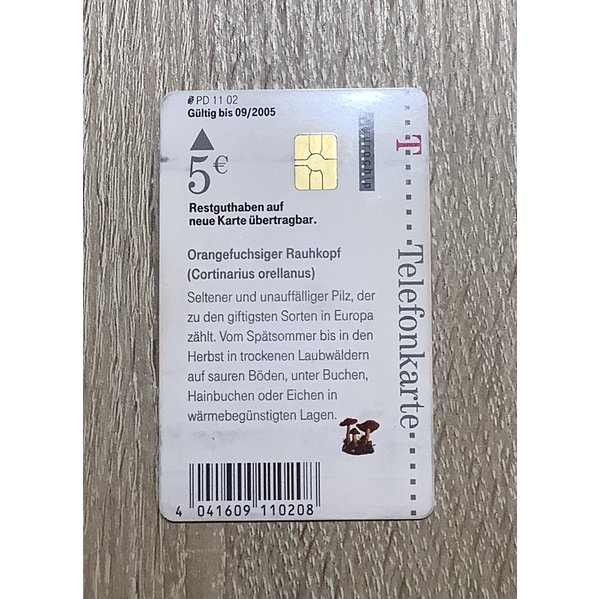 PD 11 02
Gültig bis 09/2005
5€
Restguthaben auf
neue Karte übertragbar.
Orangefuchsiger Rauhkopf
(Cortinarius orellanus)
Seltener und unauffälliger Pilz, der
zu den giftigsten Sorten in Europa
zählt. Vom Spätsommer bis in den
Herbst in trockenen Laubwäldern
auf sauren Böden, unter Buchen,
Hainbuchen oder Eichen in
wärmebegünstigten Lagen.
4 041609 110208
T
Telefonkarte